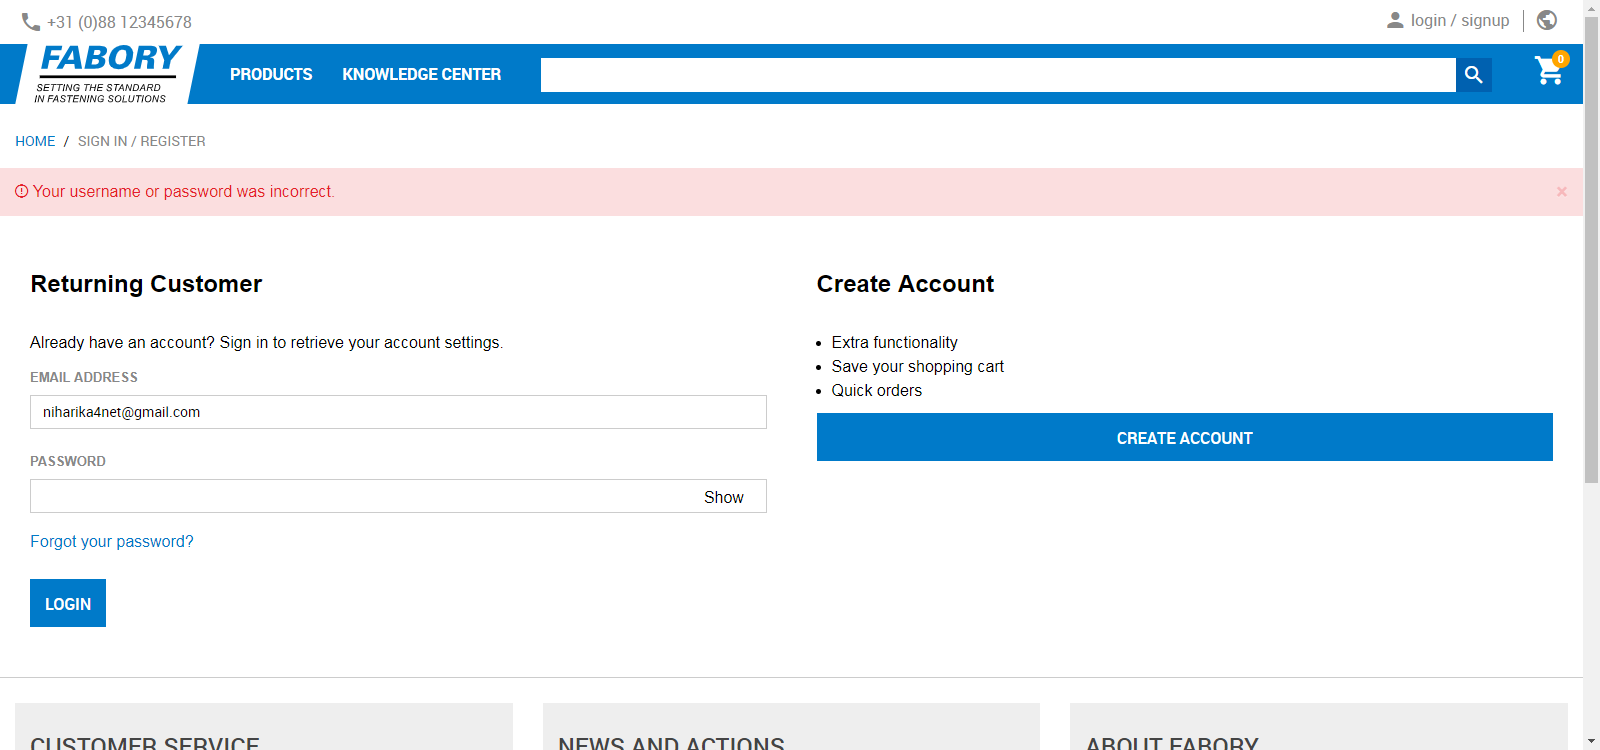 +31 (0)88 12345678
login / signup
FABORY
SETTING THE STANDARD
IN FASTENING SOLUTIONS
PRODUCTS
KNOWLEDGE CENTER
0
HOME / SIGN IN / REGISTER
Your username or password was incorrect.
×
Returning Customer
Already have an account? Sign in to retrieve your account settings.
EMAIL ADDRESS
niharika4net@gmail.com
PASSWORD
Show
Forgot your password?
LOGIN
Create Account
Extra functionality
Save your shopping cart
Quick orders
CREATE ACCOUNT
CUSTOMER SERVICE
NEWS AND ACTIONS
ABOUT FABORY